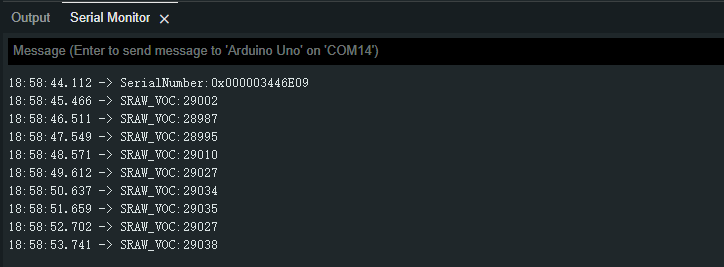 Output Serial Monitor ×
Message (Enter to send message to 'Arduino Uno' on 'COM14')
18:58:44.112 -> SerialNumber:0x000003446E09
18:58:45.466 -> SRAW_VOC:29002
18:58:46.511 -> SRAW_VOC:28987
18:58:47.549 -> SRAW_VOC:28995
18:58:48.571 -> SRAW_VOC:29010
18:58:49.612 -> SRAW_VOC:29027
18:58:50.637 -> SRAW_VOC:29034
18:58:51.659 -> SRAW_VOC:29035
18:58:52.702 -> SRAW_VOC:29027
18:58:53.741 -> SRAW_VOC:29038